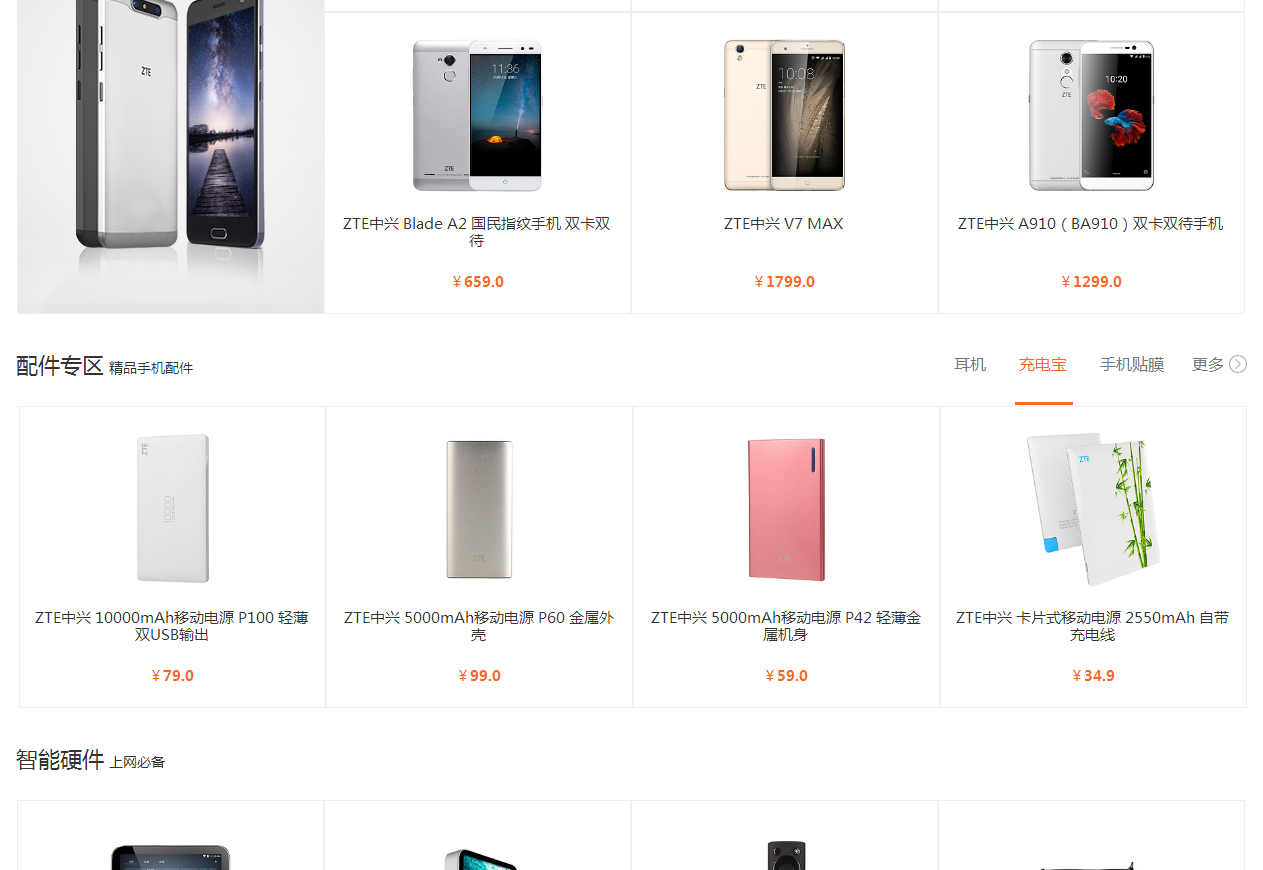 ZTE
11:36
10:08
ZTE
10:20
ZTE
ZTE
ZTE中兴 Blade A2 国民指纹手机 双卡双
待
ZTE中兴 V7 MAX
ZTE中兴 A910（BA910）双卡双待手机
￥659.0
￥1799.0
￥1299.0
配件专区 精品手机配件
耳机
充电宝
手机贴膜
更多
ZTE
10000
ZTE
ZTE
ZTE
ZTE中兴 10000mAh移动电源 P100 轻薄
双USB输出
ZTE中兴 5000mAh移动电源 P60 金属外
壳
ZTE中兴 5000mAh移动电源 P42 轻薄金
属机身
ZTE中兴 卡片式移动电源 2550mAh 自带
充电线
￥79.0
￥99.0
￥59.0
￥34.9
智能硬件 上网必备